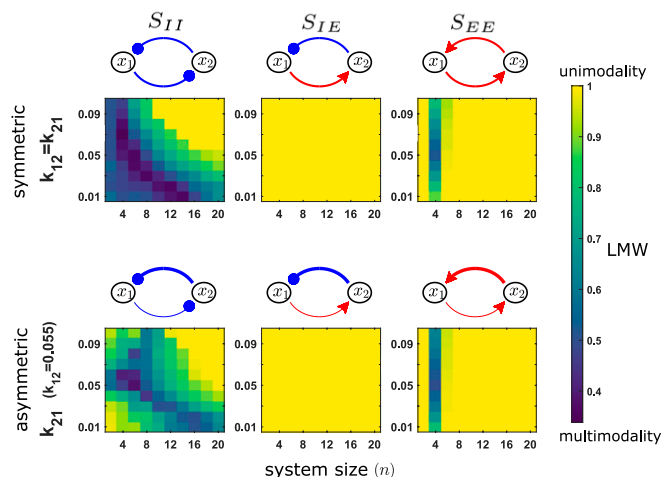 S_{II} S_{IE} S_{EE}
x_1 x_2 x_1 x_2 x_1 x_2
unimodality
symmetric
k_{12}=k_{21}
0.09 0.05 0.01
4 8 12 16 20
0.09 0.05 0.01
4 8 12 16 20
0.09 0.05 0.01
4 8 12 16 20
1
0.9
0.8
0.7
0.6
0.5
0.4
LMW
x_1 x_2 x_1 x_2 x_1 x_2
asymmetric
k_{21} (k_{12}=0.055)
0.09 0.05 0.01
4 8 12 16 20
0.09 0.05 0.01
4 8 12 16 20
0.09 0.05 0.01
4 8 12 16 20
multimodality
system size (n)